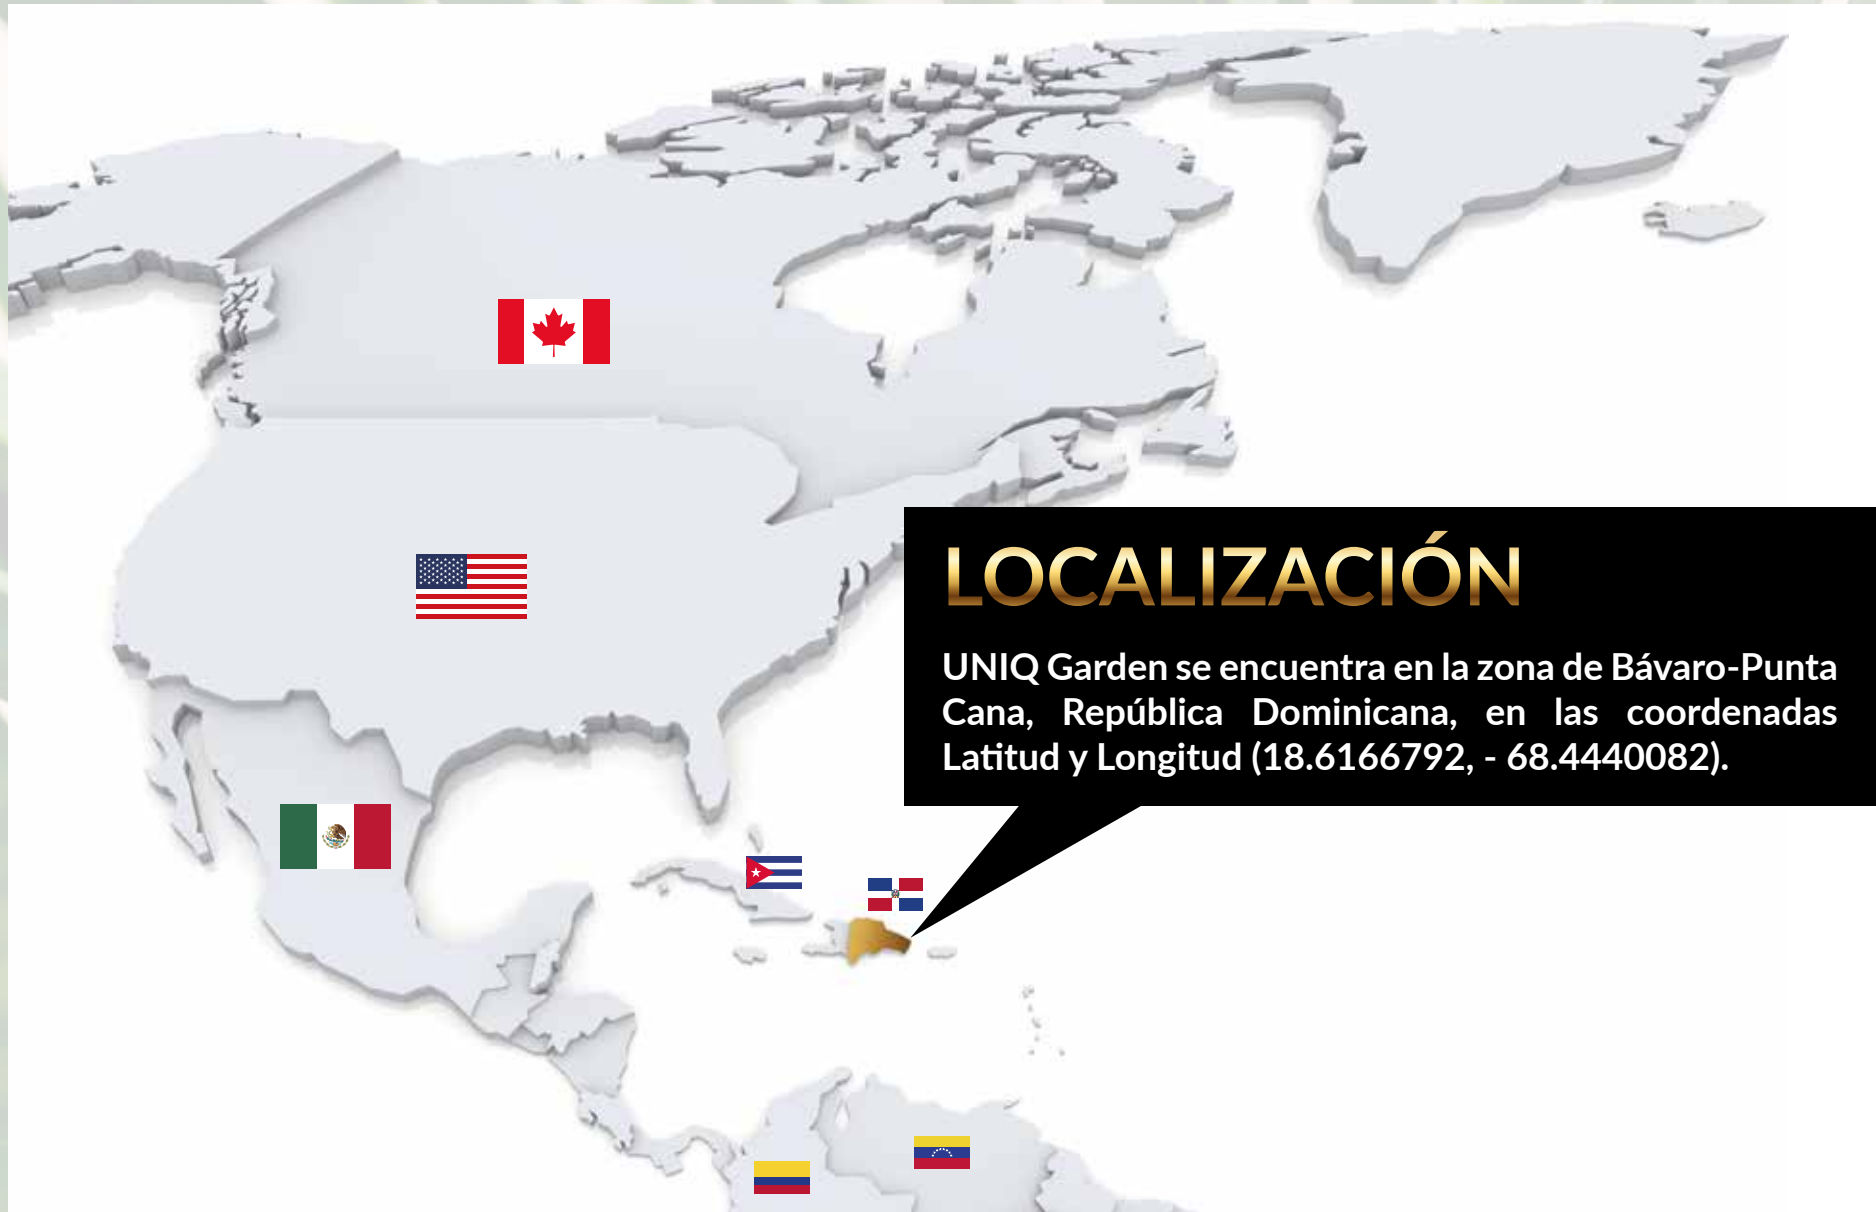 LOCALIZACIÓN
UNIQ Garden se encuentra en la zona de Bávaro-Punta
Cana, República Dominicana, en las coordenadas
Latitud y Longitud (18.6166792, - 68.4440082).